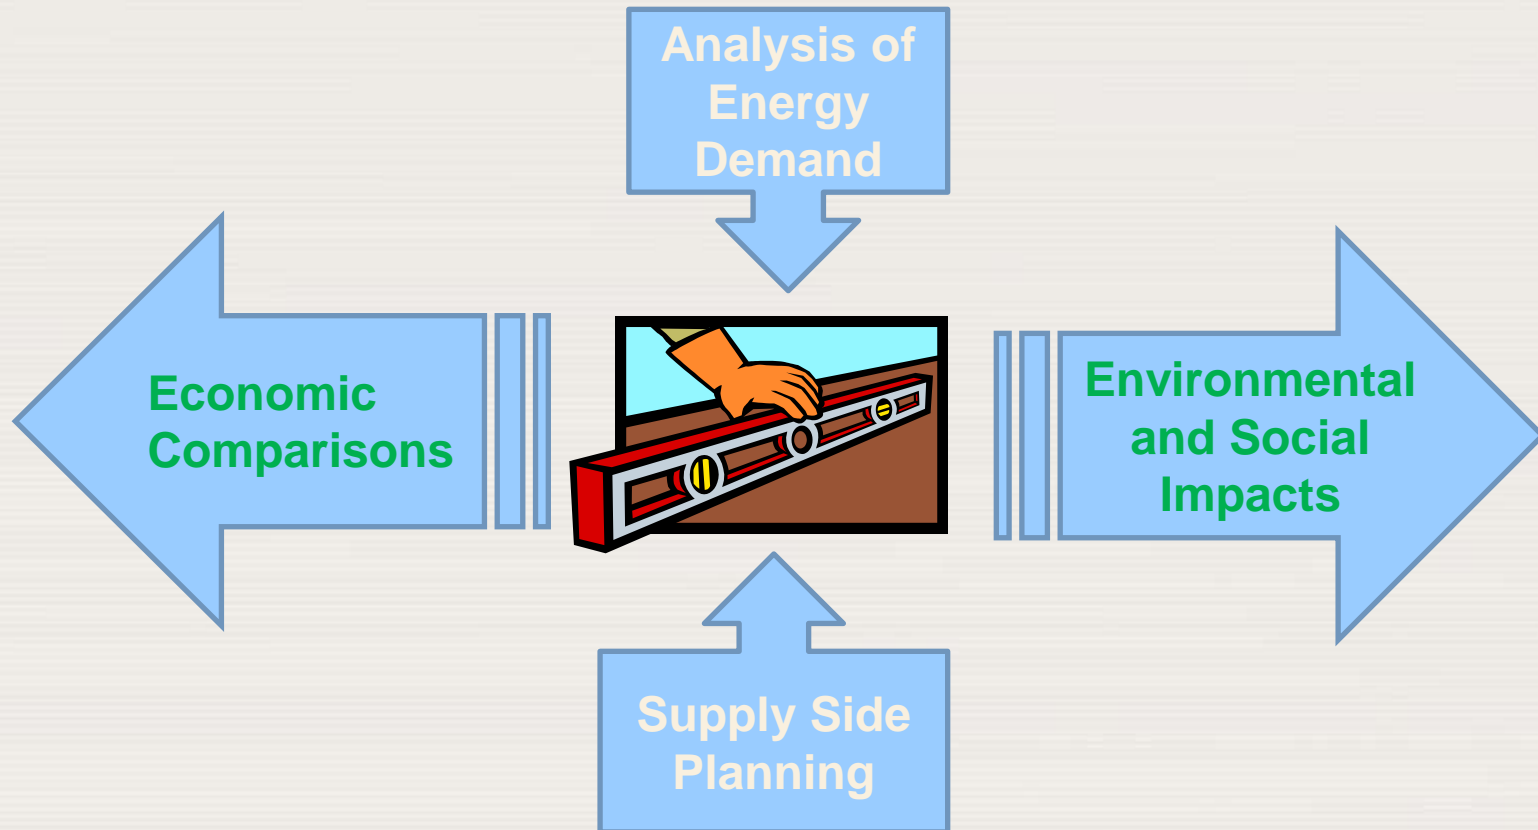 Analysis of
Energy
Demand
Economic
Comparisons
Environmental
and Social
Impacts
Supply Side
Planning